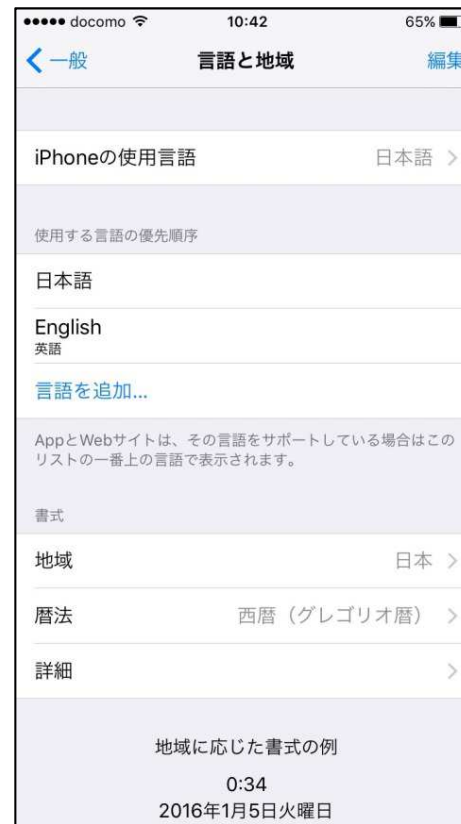 docomo 10:42 65%
一般 言語と地域 編集
iPhoneの使用言語 日本語
使用する言語の優先順序
日本語
English
英語
言語を追加...
AppとWebサイトは、その言語をサポートしている場合はこの
リストの一番上の言語で表示されます。
書式
地域 日本
暦法 西暦（グレゴリオ暦）
詳細
地域に応じた書式の例
0:34
2016年1月5日火曜日